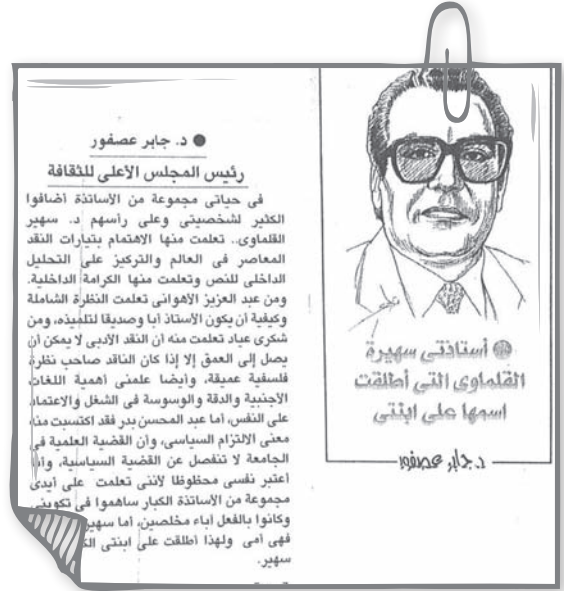 ● د. جابر عصفور
رئيس المجلس الأعلى للثقافة
فى حياتى مجموعة من الأساتذة أضافوا
الكثير لشخصيتى وعلى رأسهم د. سهير
القلماوى.. تعلمت منها الاهتمام بتيارات النقد
المعاصر فى العالم والتركيز على التحليل
الداخلى للنص وتعلمت منها الكرامة الداخلية.
ومن عبد العزيز الأهوانى تعلمت النظرة الشاملة
وكيفية أن يكون الأستاذ أبا وصديقا لتلميذه، ومن
شكرى عياد تعلمت منه أن النقد الأدبى لا يمكن أن
يصل إلى العمق إلا إذا كان الناقد صاحب نظرة
فلسفية عميقة، وأيضا علمنى أهمية اللغات
الأجنبية والدقة والوسوسة فى الشغل والاعتماد
على النفس، أما عبد المحسن بدر فقد اكتسبت منه
معنى الالتزام السياسى، وأن القضية العلمية فى
الجامعة لا تنفصل عن القضية السياسية، وأنا
أعتبر نفسى محظوظا لأننى تعلمت على أيدى
مجموعة من الأساتذة الكبار ساهموا فى تكوينى
وكانوا بالفعل أباء مخلصين، أما سهير
فهى أمى ولهذا أطلقت على ابنتى
سهير.
● أستاذتى سهيرة
القلماوى التى أطلقت
اسمها على ابنتى
د. جابر عصفور